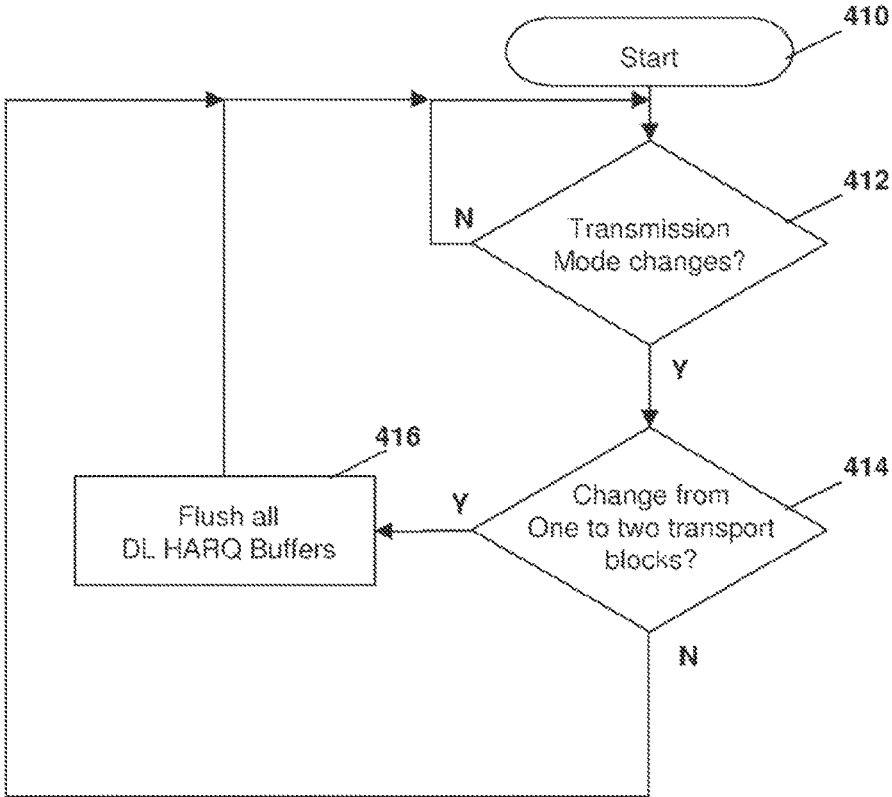 410
Start
412
N
Transmission
Mode changes?
Y
416
414
Flush all
DL HARQ Buffers
Y
Change from
One to two transport
blocks?
N